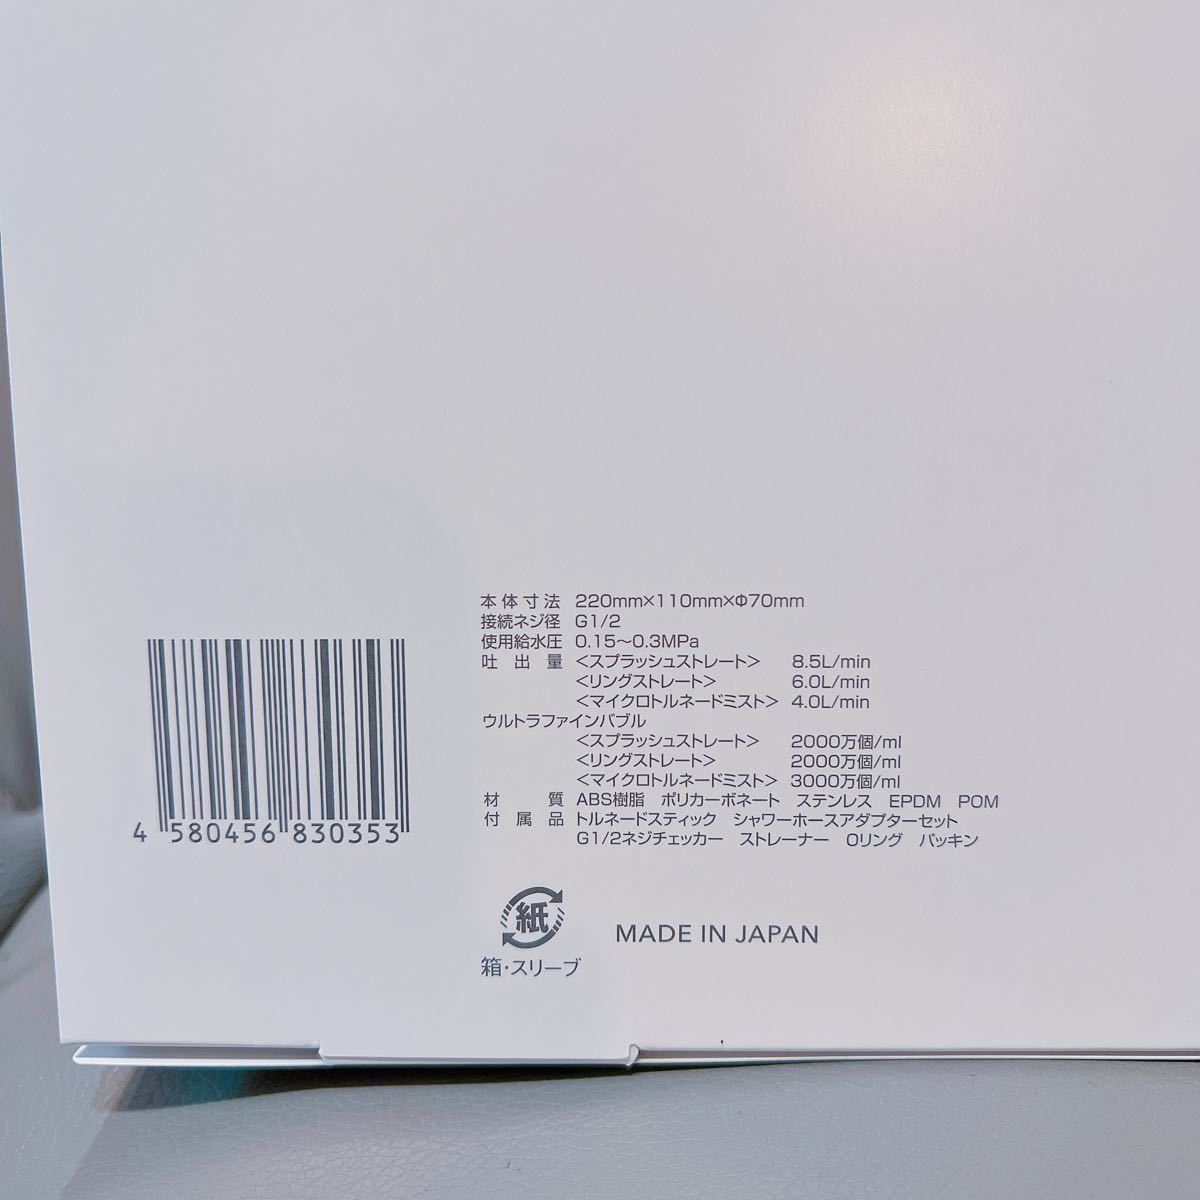 本体寸法 220mm×110mm×Φ70mm
接続ネジ径 G1/2
使用給水圧 0.15～0.3MPa
吐出量 <スプラッシュストレート> 8.5L/min
<リングストレート> 6.0L/min
<マイクロトルネードミスト> 4.0L/min
ウルトラファインバブル
<スプラッシュストレート> 2000万個/ml
<リングストレート> 2000万個/ml
<マイクロトルネードミスト> 3000万個/ml
材質 ABS樹脂 ポリカーボネート ステンレス EPDM POM
付属品 トルネードスティック シャワーホースアダプターセット
G1/2ネジチェッカー ストレーナー Oリング パッキン
4 580456 830353
紙
箱・スリーブ
MADE IN JAPAN